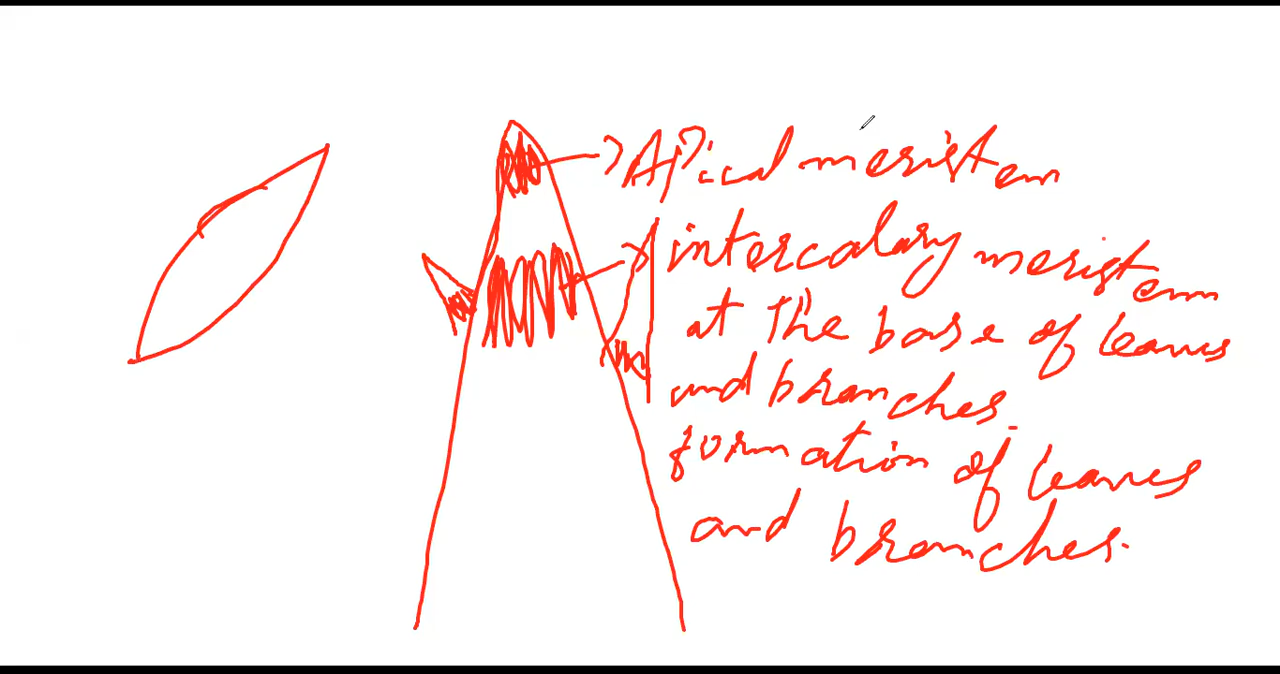 Apical meristem
intercalary meristem
at the base of leaves
and branches.
formation of leaves
and branches.